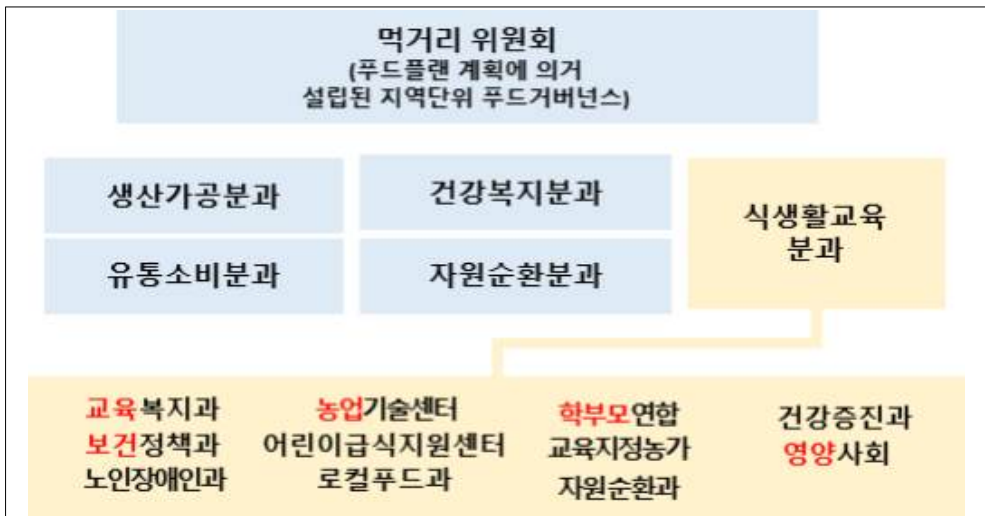 먹거리 위원회
(푸드플랜 계획에 의거
설립된 지역단위 푸드거버넌스)
생산가공분과
건강복지분과
유통소비분과
자원순환분과
식생활교육
분과
교육복지과
보건정책과
노인장애인과
농업기술센터
어린이급식지원센터
로컬푸드과
학부모연합
교육지정농가
자원순환과
건강증진과
영양사회